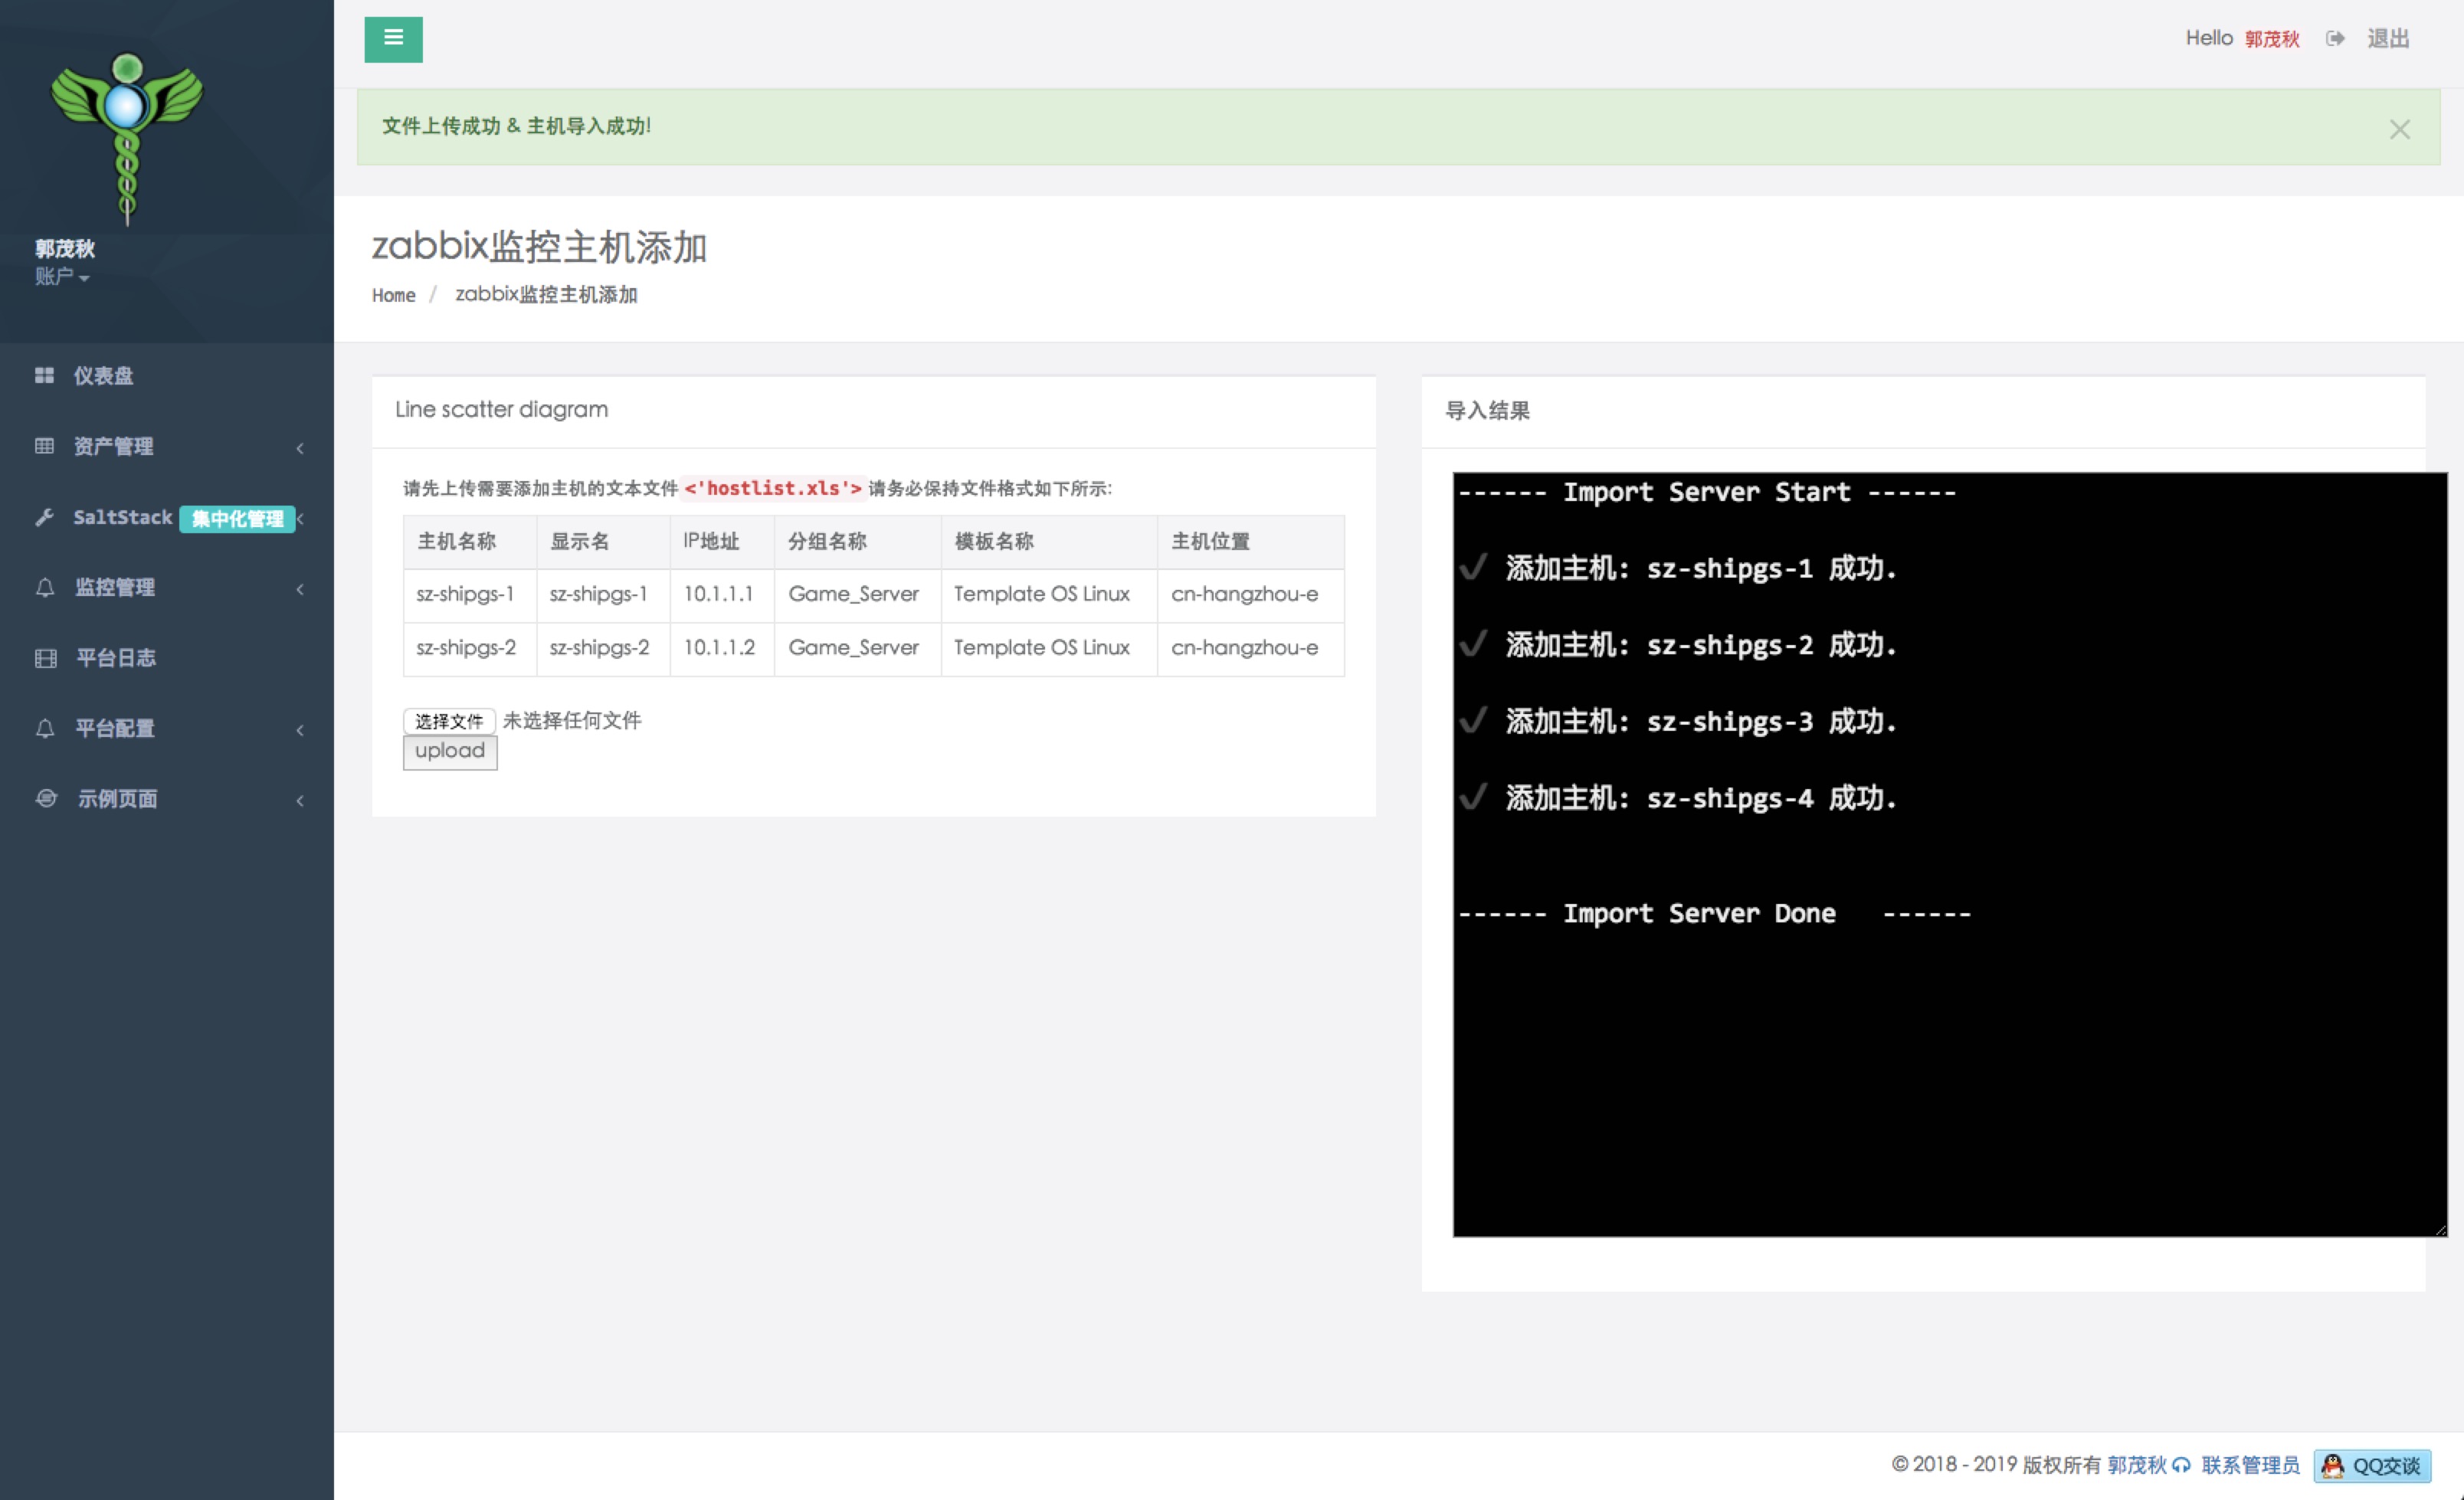 Hello 郭茂秋 退出
文件上传成功 & 主机导入成功!
郭茂秋
账户
仪表盘
资产管理
SaltStack 集中化管理
监控管理
平台日志
平台配置
示例页面
zabbix监控主机添加
Home / zabbix监控主机添加
Line scatter diagram
请先上传需要添加主机的文本文件 <'hostlist.xls'> 请务必保持文件格式如下所示:
主机名称 显示名 IP地址 分组名称 模板名称 主机位置
sz-shipgs-1 sz-shipgs-1 10.1.1.1 Game_Server Template OS Linux cn-hangzhou-e
sz-shipgs-2 sz-shipgs-2 10.1.1.2 Game_Server Template OS Linux cn-hangzhou-e
选择文件 未选择任何文件
upload
导入结果
------ Import Server Start ------
✔ 添加主机: sz-shipgs-1 成功.
✔ 添加主机: sz-shipgs-2 成功.
✔ 添加主机: sz-shipgs-3 成功.
✔ 添加主机: sz-shipgs-4 成功.
------ Import Server Done ------
© 2018 - 2019 版权所有 郭茂秋 联系管理员 QQ交谈